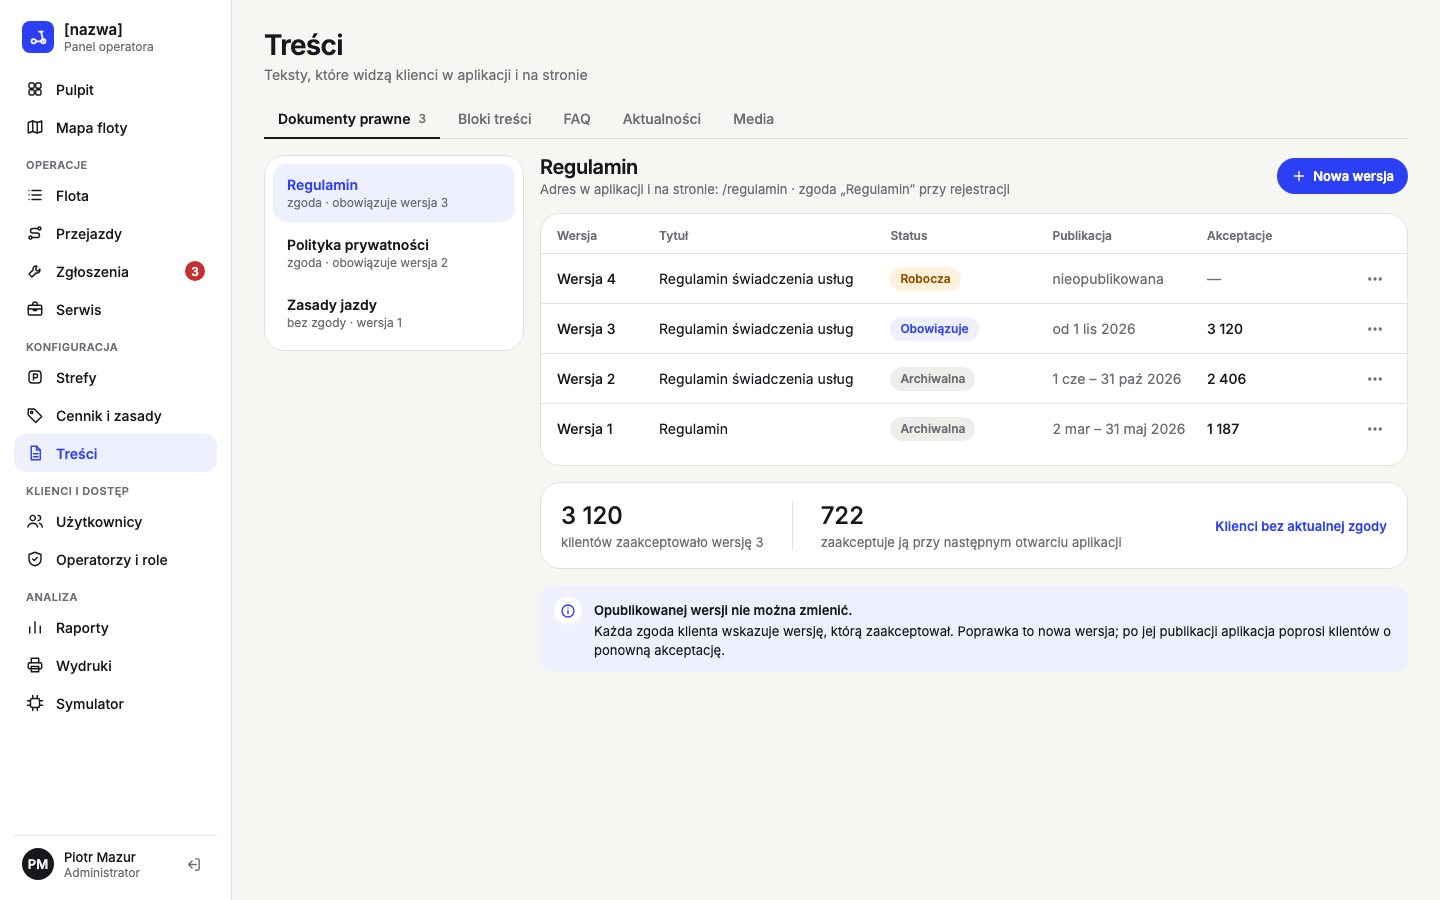 [nazwa]
Panel operatora
Pulpit
Mapa floty
OPERACJE
Flota
Przejazdy
Zgłoszenia 3
Serwis
KONFIGURACJA
Strefy
Cennik i zasady
Treści
KLIENCI I DOSTĘP
Użytkownicy
Operatorzy i role
ANALIZA
Raporty
Wydruki
Symulator
PM
Piotr Mazur
Administrator
Treści
Teksty, które widzą klienci w aplikacji i na stronie
Dokumenty prawne 3 Bloki treści FAQ Aktualności Media
Regulamin
zgoda · obowiązuje wersja 3
Polityka prywatności
zgoda · obowiązuje wersja 2
Zasady jazdy
bez zgody · wersja 1
Regulamin
Adres w aplikacji i na stronie: /regulamin · zgoda „Regulamin” przy rejestracji
Nowa wersja
Wersja Tytuł Status Publikacja Akceptacje
Wersja 4 Regulamin świadczenia usług Robocza nieopublikowana —
Wersja 3 Regulamin świadczenia usług Obowiązuje od 1 lis 2026 3 120
Wersja 2 Regulamin świadczenia usług Archiwalna 1 cze – 31 paź 2026 2 406
Wersja 1 Regulamin Archiwalna 2 mar – 31 maj 2026 1 187
3 120
klientów zaakceptowało wersję 3
722
zaakceptuje ją przy następnym otwarciu aplikacji
Klienci bez aktualnej zgody
Opublikowanej wersji nie można zmienić.
Każda zgoda klienta wskazuje wersję, którą zaakceptował. Poprawka to nowa wersja; po jej publikacji aplikacja poprosi klientów o
ponowną akceptację.